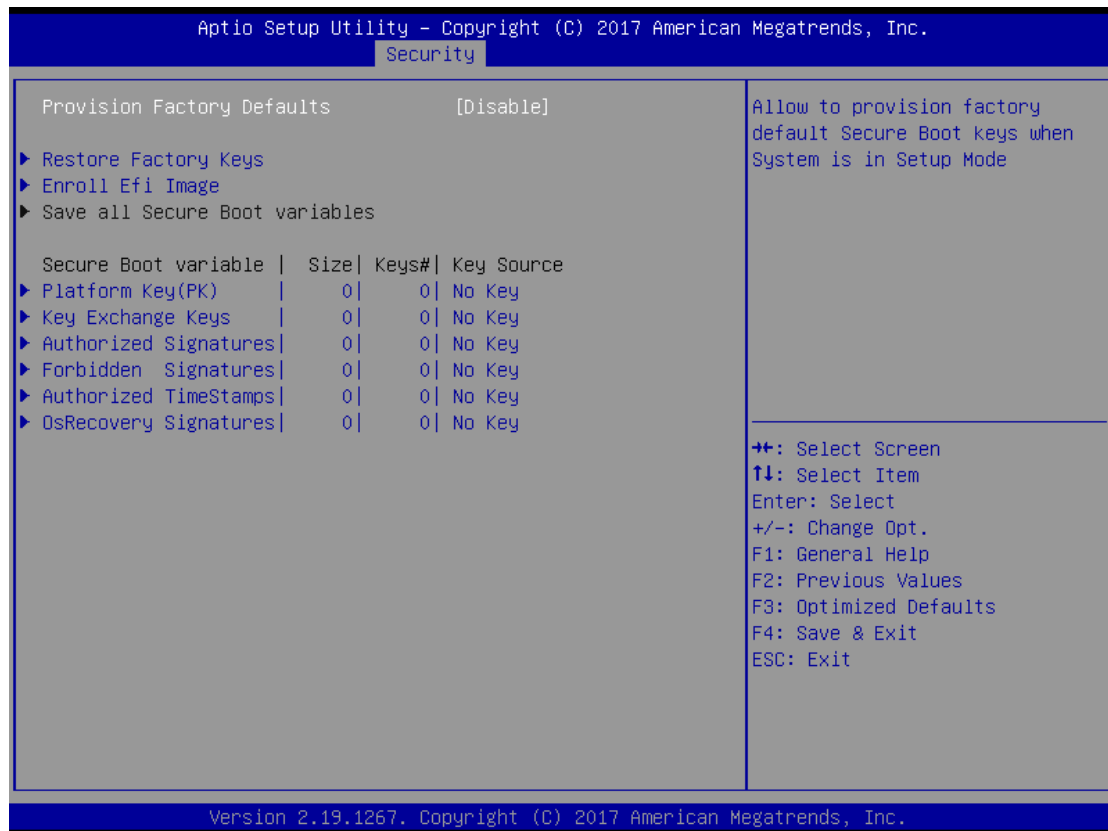 Aptio Setup Utility – Copyright (C) 2017 American Megatrends, Inc.
Security
Provision Factory Defaults [Disable]
▶ Restore Factory Keys
▶ Enroll Efi Image
▶ Save all Secure Boot variables
Secure Boot variable | Size| Keys#| Key Source
▶ Platform Key(PK) | 0| 0| No Key
▶ Key Exchange Keys | 0| 0| No Key
▶ Authorized Signatures| 0| 0| No Key
▶ Forbidden Signatures| 0| 0| No Key
▶ Authorized TimeStamps| 0| 0| No Key
▶ OsRecovery Signatures| 0| 0| No Key
Allow to provision factory
default Secure Boot keys when
System is in Setup Mode
→←: Select Screen
↑↓: Select Item
Enter: Select
+/-: Change Opt.
F1: General Help
F2: Previous Values
F3: Optimized Defaults
F4: Save & Exit
ESC: Exit
Version 2.19.1267. Copyright (C) 2017 American Megatrends, Inc.